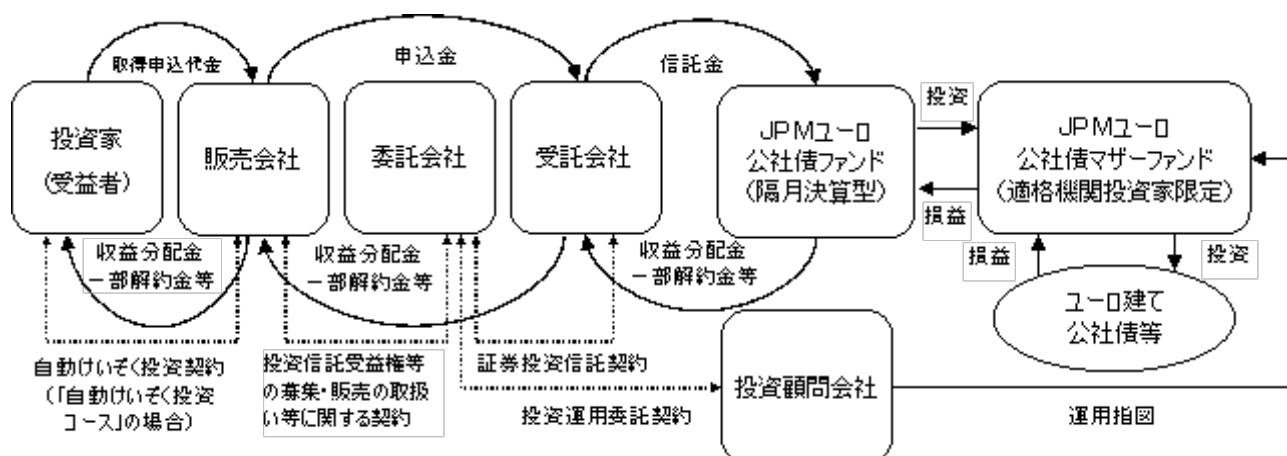 取得申込代金
申込金
信託金
投資家
(受益者)
販売会社
委託会社
受託会社
JPMユーロ
公社債ファンド
(隔月決算型)
投資
損益
JPMユーロ
公社債マザーファンド
(適格機関投資家限定)
収益分配金
一部解約金等
収益分配金
一部解約金等
収益分配金
一部解約金等
損益
投資
ユーロ建て
公社債等
自動けいぞく投資契約
(「自動けいぞく投資
コース」の場合)
投資信託受益権等
の募集・販売の取扱
い等に関する契約
証券投資信託契約
投資運用委託契約
投資顧問会社
運用指図